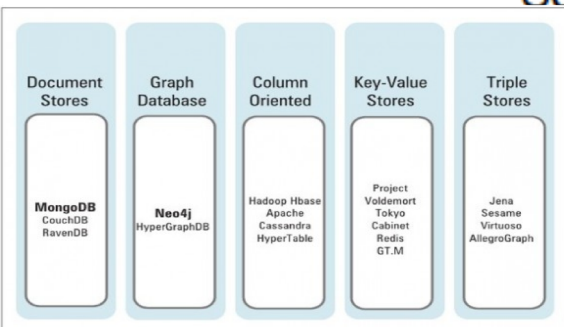 Document
Stores
MongoDB
CouchDB
RavenDB
Graph
Database
Neo4j
HyperGraphDB
Column
Oriented
Hadoop Hbase
Apache
Cassandra
HyperTable
Key-Value
Stores
Project
Voldemort
Tokyo
Cabinet
Redis
GT.M
Triple
Stores
Jena
Sesame
Virtuoso
AllegroGraph